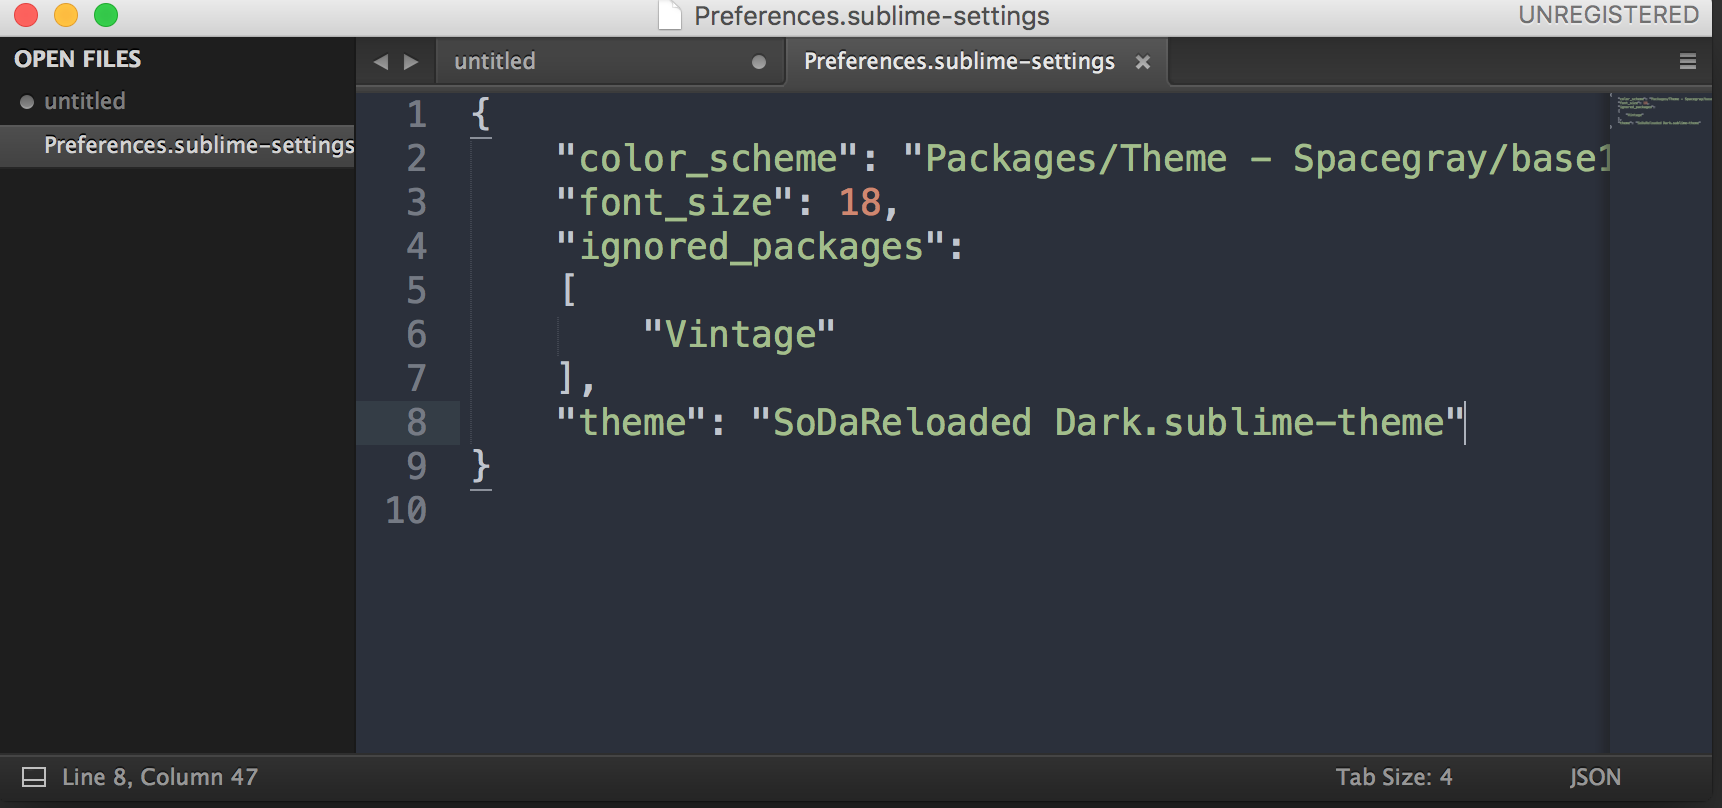 Preferences.sublime-settings
UNREGISTERED
OPEN FILES
untitled
Preferences.sublime-settings
untitled
Preferences.sublime-settings
1 {
2 "color_scheme": "Packages/Theme - Spacegray/base1
3 "font_size": 18,
4 "ignored_packages":
5 [
6 "Vintage"
7 ],
8 "theme": "SoDaReloaded Dark.sublime-theme"
9 }
10
Line 8, Column 47
Tab Size: 4
JSON